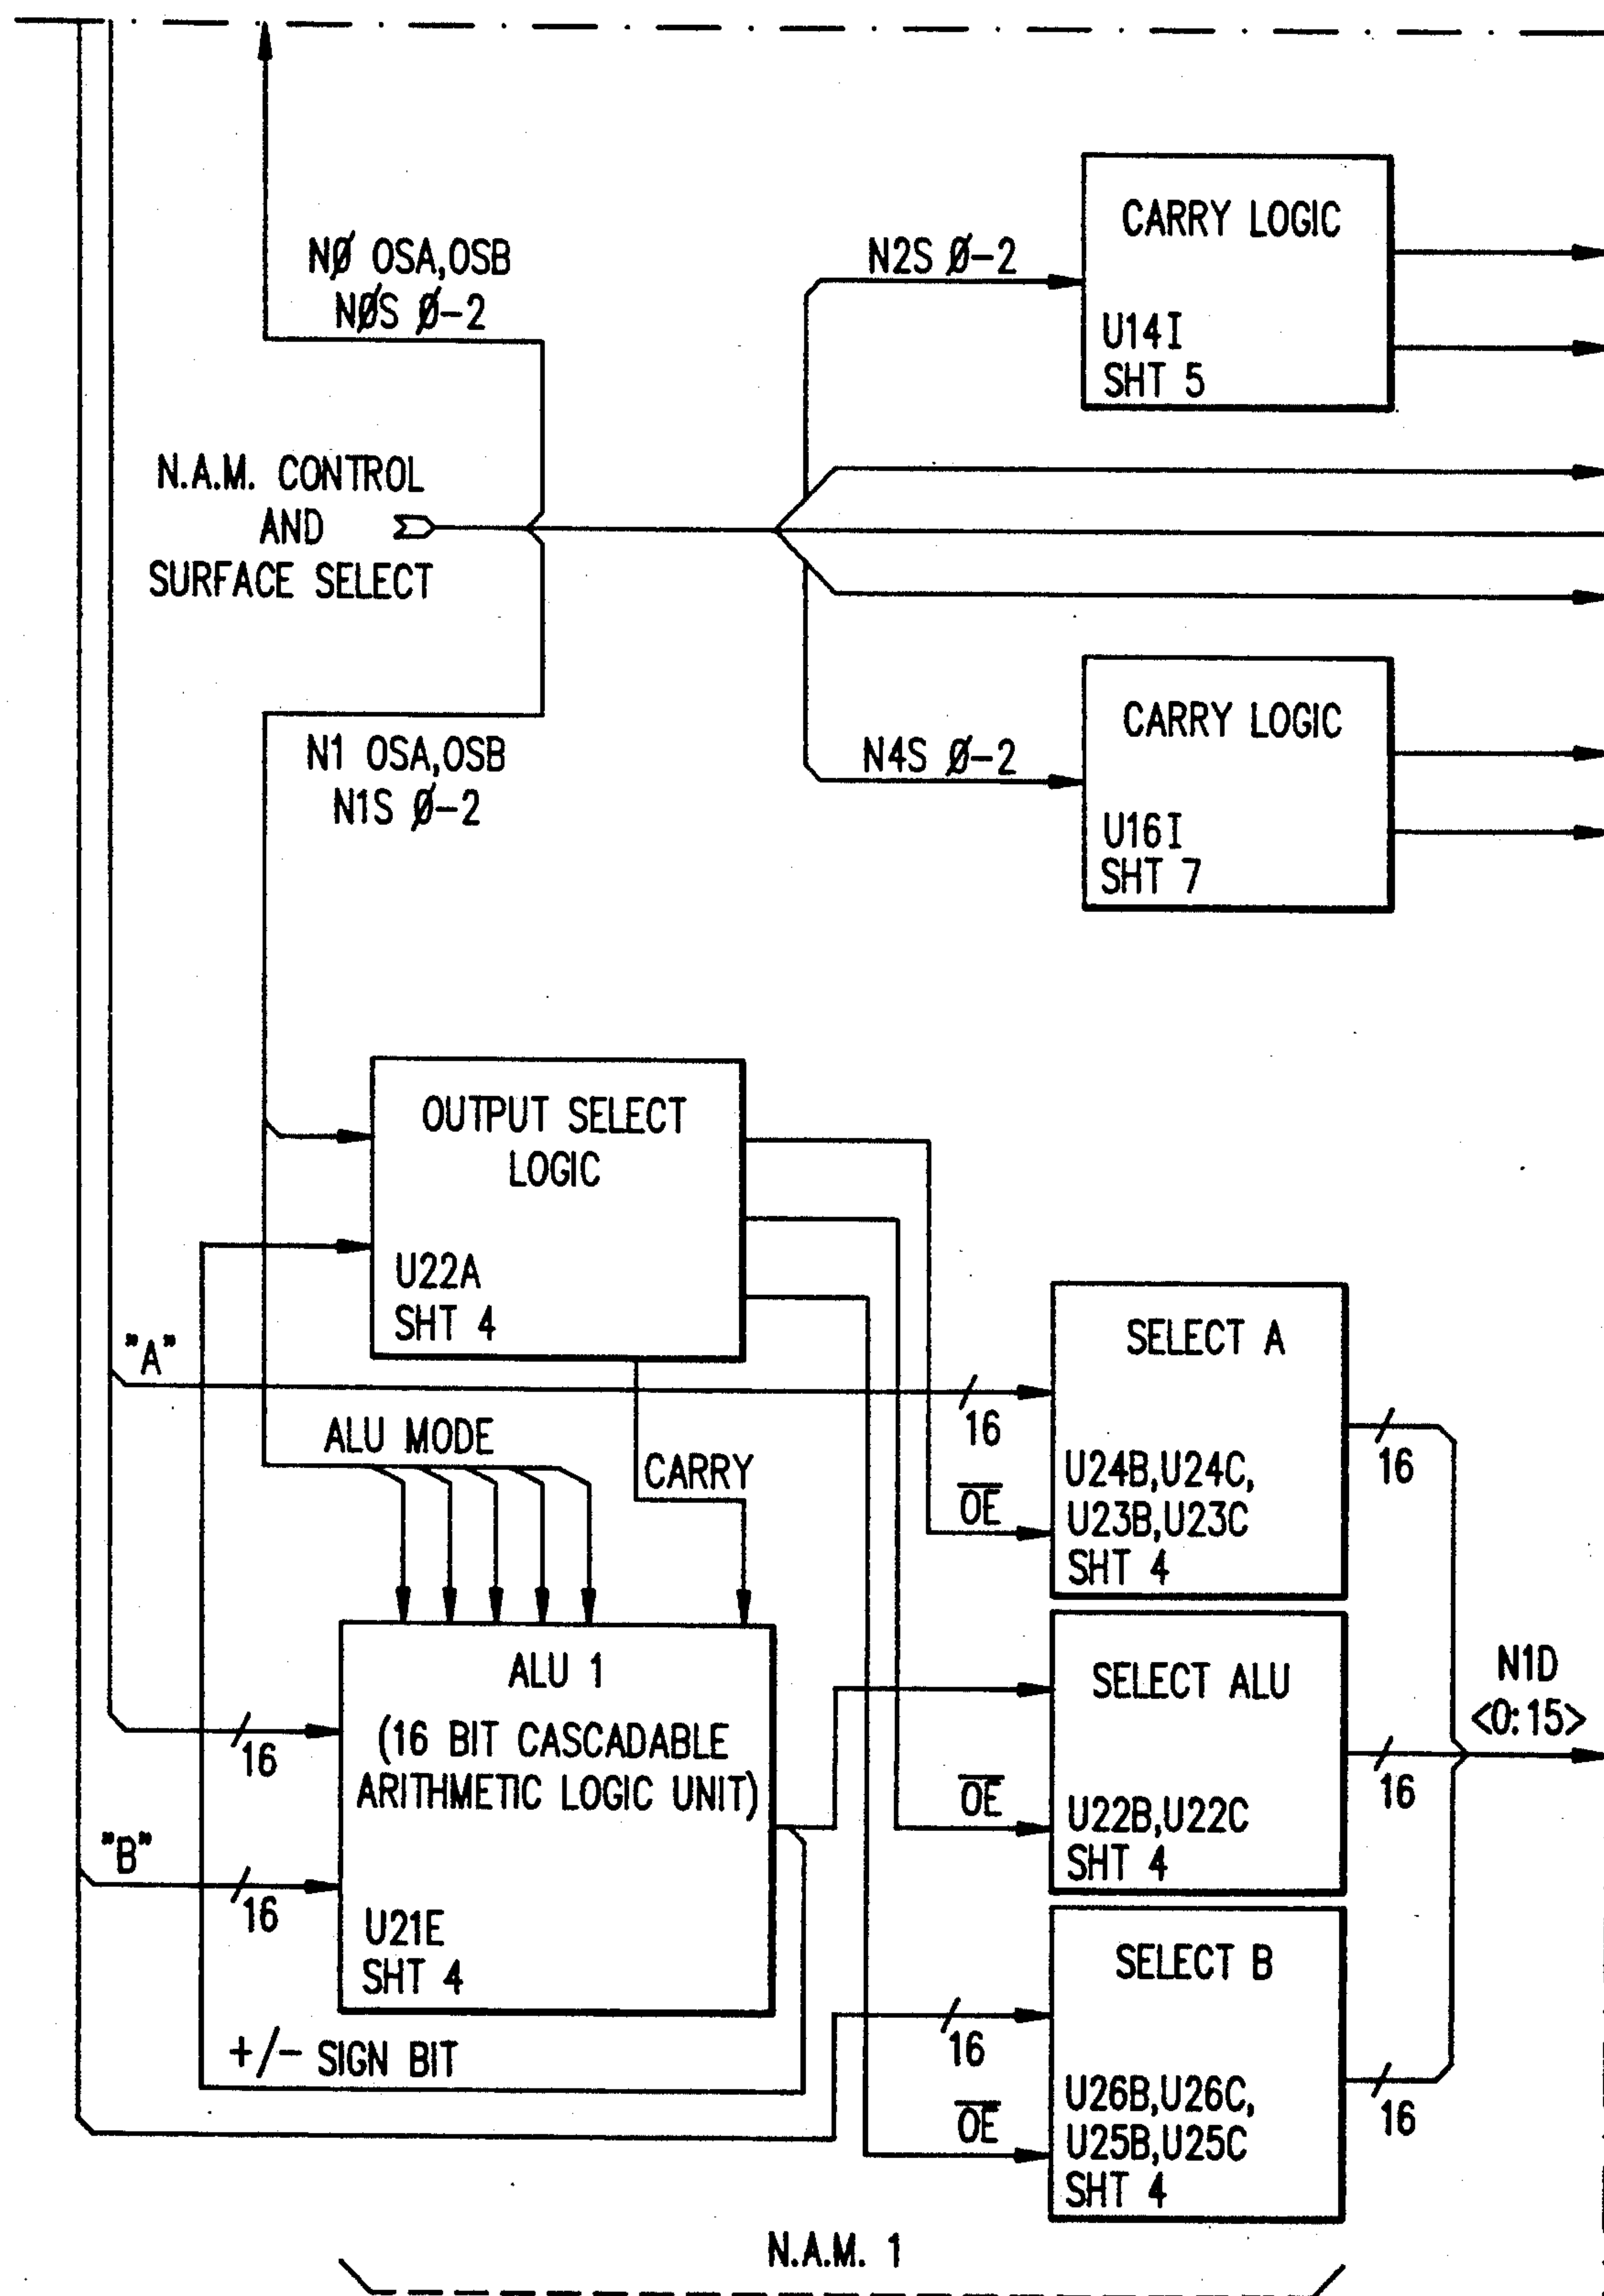 NØ OSA,OSB
NØS Ø-2
N2S Ø-2
CARRY LOGIC
U14I
SHT 5
N.A.M. CONTROL
AND
SURFACE SELECT
N1 OSA,OSB
N1S Ø-2
N4S Ø-2
CARRY LOGIC
U16I
SHT 7
OUTPUT SELECT
LOGIC
U22A
SHT 4
"A"
16
SELECT A
U24B,U24C,
U23B,U23C
SHT 4
16
ALU MODE
CARRY
O̅E̅
ALU 1
(16 BIT CASCADABLE
ARITHMETIC LOGIC UNIT)
U21E
SHT 4
16
"B"
16
SELECT ALU
U22B,U22C
SHT 4
O̅E̅
16
N1D
<0:15>
+/- SIGN BIT
SELECT B
U26B,U26C,
U25B,U25C
SHT 4
16
O̅E̅
16
N.A.M. 1